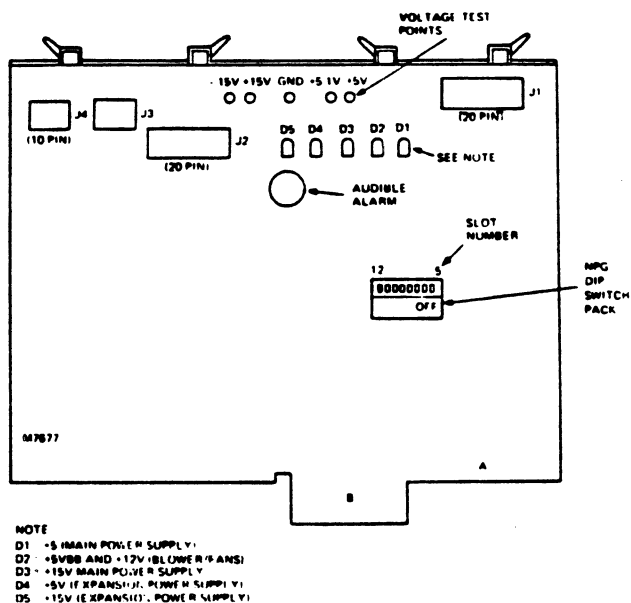 VOLTAGE TEST
POINTS
-15V +15V GND +5 1V +5V
J4
J3
J1
(10 PIN)
J2
(20 PIN)
(20 PIN)
D5 D4 D3 D2 D1
SEE NOTE
AUDIBLE
ALARM
SLOT
NUMBER
12 5
NPG
DIP
SWITCH
PACK
OFF
M7677
A
B
NOTE
D1 +5 (MAIN POWER SUPPLY)
D2 +5VBB AND +12V (BLOWER/FANS)
D3 +15V MAIN POWER SUPPLY
D4 +5V (EXPANSION POWER SUPPLY)
D5 +15V (EXPANSION POWER SUPPLY)